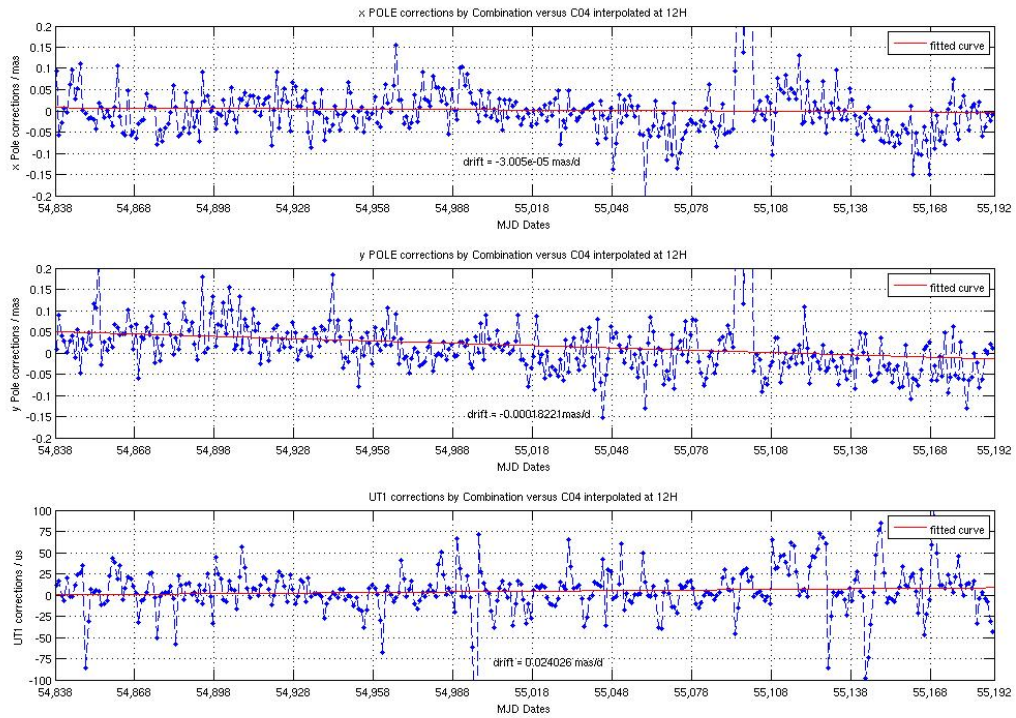 x POLE corrections by Combination versus C04 interpolated at 12H
0.2
0.15
0.1
0.05
0
-0.05
-0.1
-0.15
-0.2
x Pole corrections / mas
fitted curve
drift = -3.005e-05 mas/d
54,838 54,868 54,898 54,928 54,958 54,988 55,018 55,048 55,078 55,108 55,138 55,168 55,192
MJD Dates
y POLE corrections by Combination versus C04 interpolated at 12H
0.2
0.15
0.1
0.05
0
-0.05
-0.1
-0.15
-0.2
y Pole corrections / mas
fitted curve
drift = -0.00018221mas/d
54,838 54,868 54,898 54,928 54,958 54,988 55,018 55,048 55,078 55,108 55,138 55,168 55,192
MJD Dates
UT1 corrections by Combination versus C04 interpolated at 12H
100
75
50
25
0
-25
-50
-75
-100
UT1 corrections / us
fitted curve
drift = 0.024026 mas/d
54,838 54,868 54,898 54,928 54,958 54,988 55,018 55,048 55,078 55,108 55,138 55,168 55,192
MJD Dates